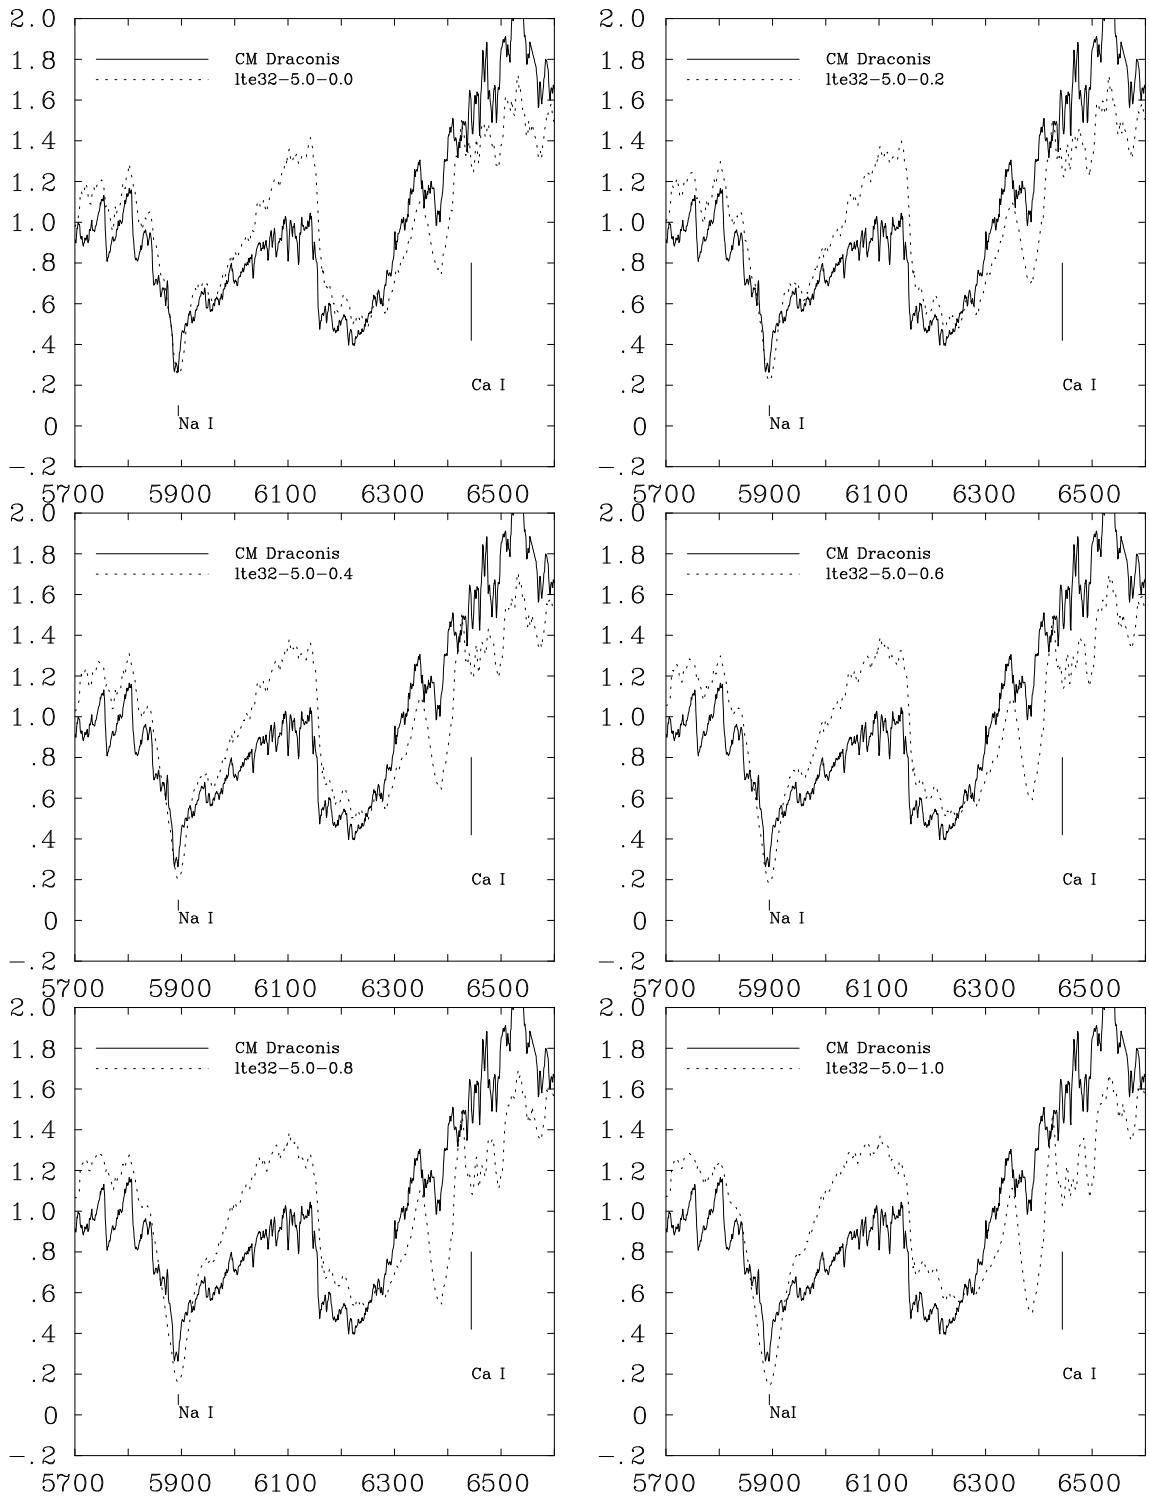 2.0 2.0
CM Draconis CM Draconis
1.8 1.8
lte32-5.0-0.0 lte32-5.0-0.2
1.6 1.6
1.4 1.4
1.2 1.2
1.0 1.0
.8 .8
.6 .6
.4 .4
.2 Ca I .2 Ca I
0 Na I 0 Na I
-.2 -.2
5700 5900 6100 6300 6500 5700 5900 6100 6300 6500
2.0 2.0
CM Draconis CM Draconis
1.8 1.8
lte32-5.0-0.4 lte32-5.0-0.6
1.6 1.6
1.4 1.4
1.2 1.2
1.0 1.0
.8 .8
.6 .6
.4 .4
.2 Ca I .2 Ca I
0 Na I 0 Na I
-.2 -.2
5700 5900 6100 6300 6500 5700 5900 6100 6300 6500
2.0 2.0
CM Draconis CM Draconis
1.8 1.8
lte32-5.0-0.8 lte32-5.0-1.0
1.6 1.6
1.4 1.4
1.2 1.2
1.0 1.0
.8 .8
.6 .6
.4 .4
.2 Ca I .2 Ca I
0 Na I 0 NaI
-.2 -.2
5700 5900 6100 6300 6500 5700 5900 6100 6300 6500